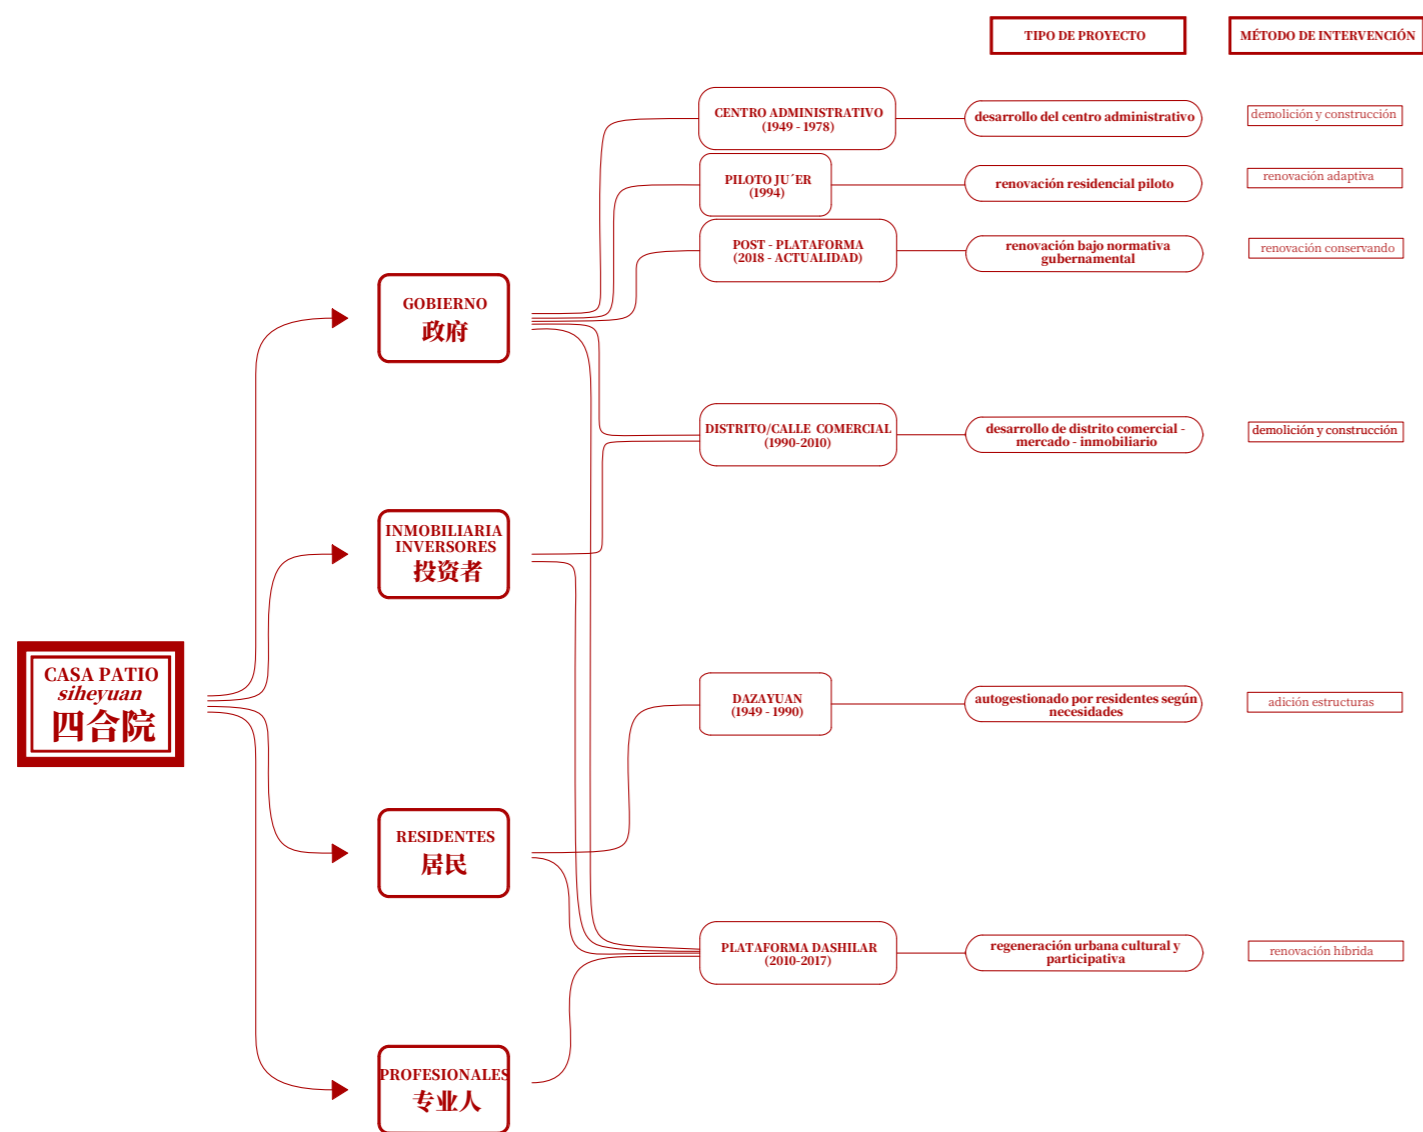 TIPO DE PROYECTO
MÉTODO DE INTERVENCIÓN
CENTRO ADMINISTRATIVO
(1949 - 1978)
desarrollo del centro administrativo
demolición y construcción
PILOTO JU´ER
(1994)
renovación residencial piloto
renovación adaptiva
POST - PLATAFORMA
(2018 - ACTUALIDAD)
renovación bajo normativa
gubernamental
renovación conservando
GOBIERNO
政府
DISTRITO/CALLE COMERCIAL
(1990-2010)
desarrollo de distrito comercial -
mercado - inmobiliario
demolición y construcción
INMOBILIARIA
INVERSORES
投资者
CASA PATIO
siheyuan
四合院
DAZAYUAN
(1949 - 1990)
autogestionado por residentes según
necesidades
adición estructuras
RESIDENTES
居民
PLATAFORMA DASHILAR
(2010-2017)
regeneración urbana cultural y
participativa
renovación híbrida
PROFESIONALES
专业人